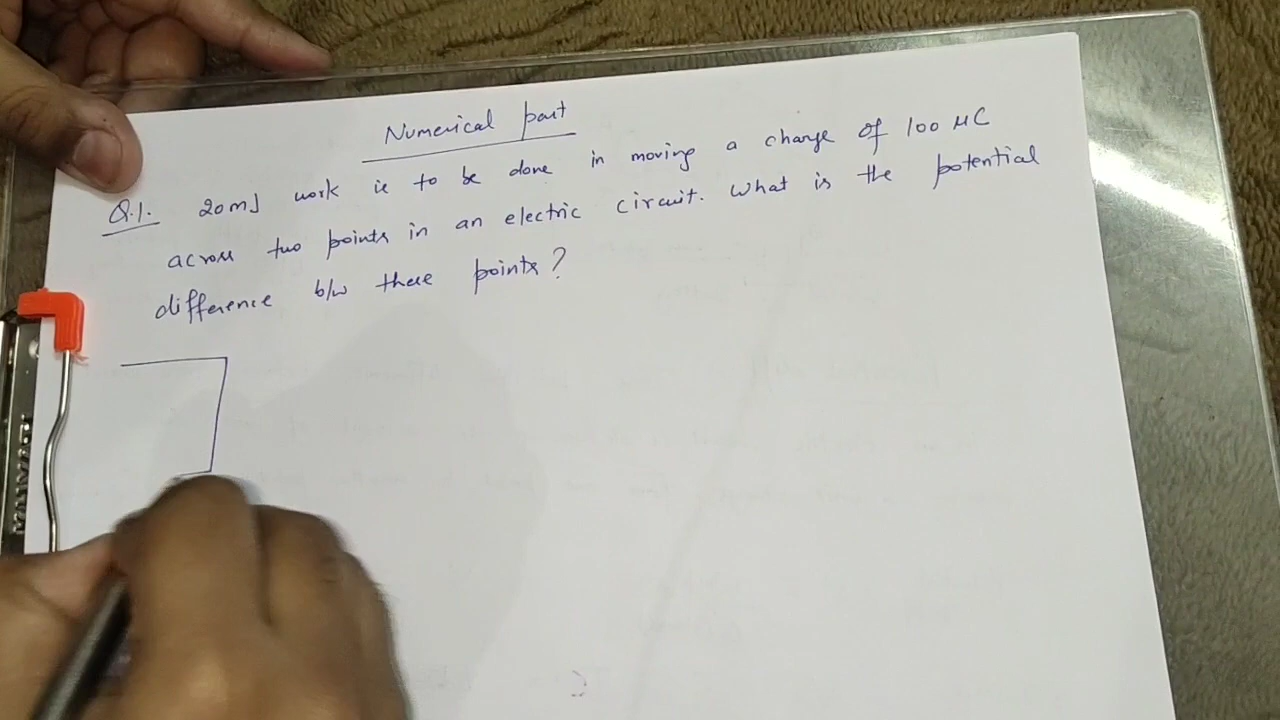 Numerical part
Q.1. 20mJ work is to be done in moving a charge of 100 μC
across two points in an electric circuit. What is the potential
difference b/w these points?